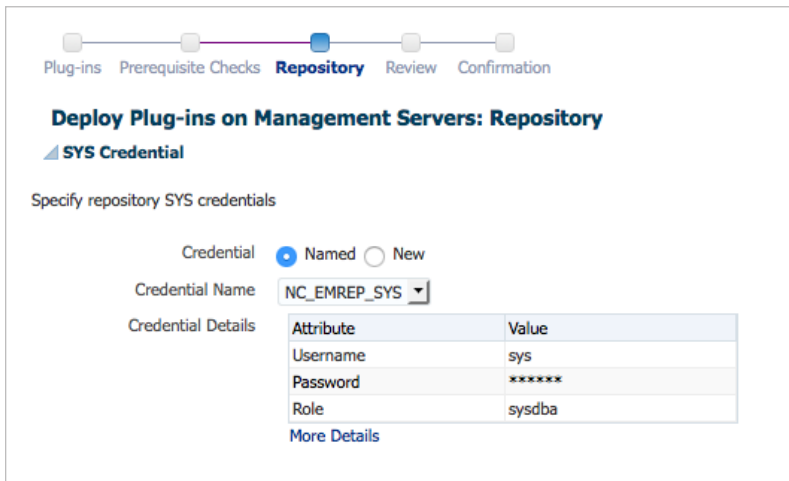 Plug-ins Prerequisite Checks Repository Review Confirmation
Deploy Plug-ins on Management Servers: Repository
SYS Credential
Specify repository SYS credentials
Credential Named New
Credential Name NC_EMREP_SYS
Credential Details Attribute Value
Username sys
Password ******
Role sysdba
More Details